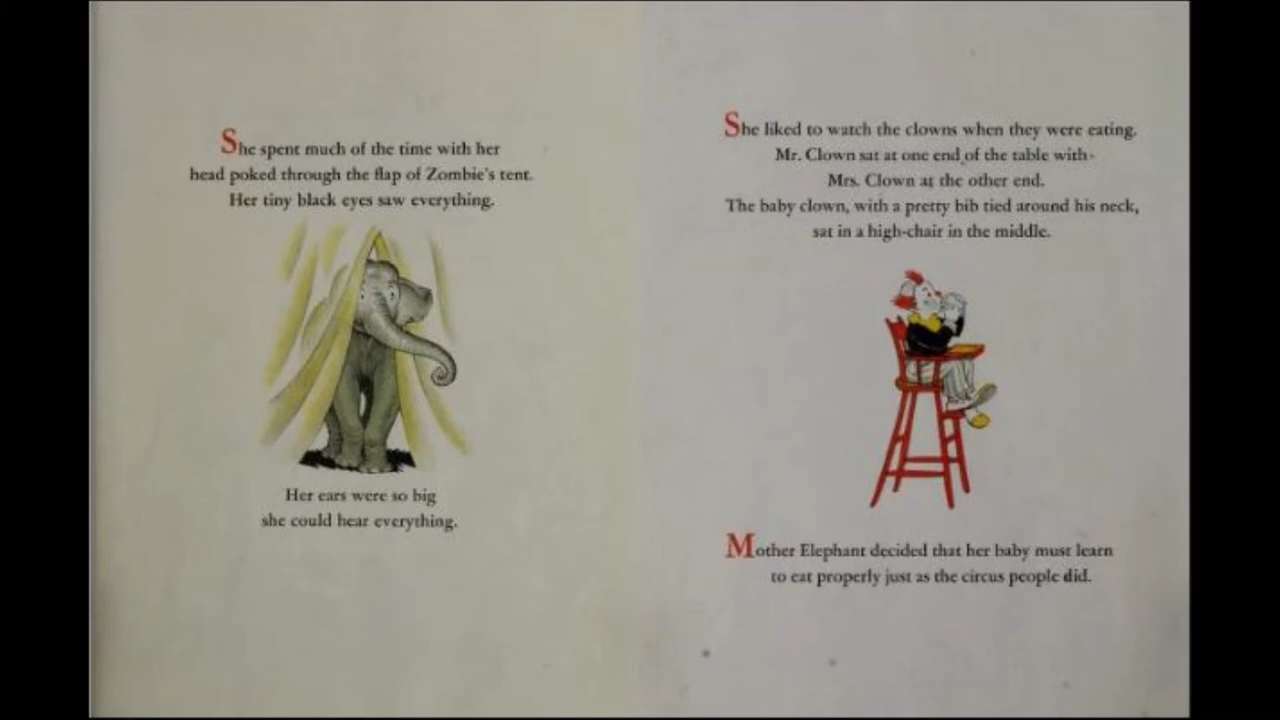 She spent much of the time with her
head poked through the flap of Zombie's tent.
Her tiny black eyes saw everything.
Her ears were so big
she could hear everything.
She liked to watch the clowns when they were eating.
Mr. Clown sat at one end of the table with
Mrs. Clown at the other end.
The baby clown, with a pretty bib tied around his neck,
sat in a high-chair in the middle.
Mother Elephant decided that her baby must learn
to eat properly just as the circus people did.